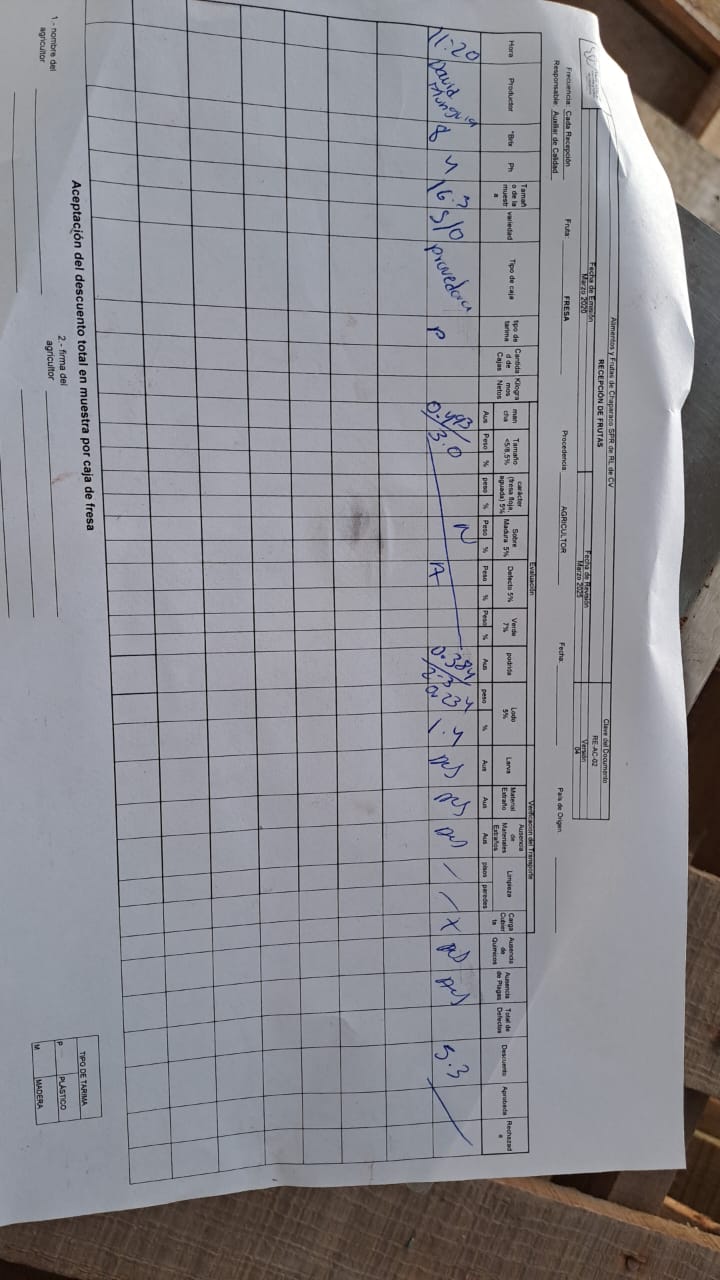 Alimentos y Frutas de Chaparaco SPR de RL de CV
Clave del Documento
RECEPCIÓN DE FRUTAS
RE-AC-02
Fecha de Emisión
Fecha de Revisión
Versión
Marzo 2020
Marzo 2025
04
Frecuencia: Cada Recepción
Fruta: FRESA
Procedencia: AGRICULTOR
Fecha:
País de Origen:
Responsable: Auxiliar de Calidad
Evaluación
Verificacion del Transporte
Hora
Productor
°Brix
Ph
Tamaño de la muestra
variedad
Tipo de caja
tipo de tarima
Cantidad de Cajas
Kilogramos Netos
mancha
Tamaño <5/8,5%
carácter (fresa floja, aguada) 5%
Sobre Madura 5%
Defecto 5%
Verde 7%
podrida
Lodo 5%
Larva
Material Extraño
Ausencia de Materiales Extraños
Limpieza
Carga Cubierta
Ausencia de Quimicos
Ausencia de Plagas
Total de Defectos
Descuento
Aprobada
Rechazada
Aus Peso % peso % Peso % Peso % Peso % Aus peso % Aus Aus Aus pisos paredes
11:20 David Munguia 8 4 16.3 S/O Provedora P 0.493/3.0 N A 0.384/2.3 0.234 1.4 / / + 5.3 /
Aceptación del descuento total en muestra por caja de fresa
1.- nombre del agricultor
2.- firma del agricultor
TIPO DE TARIMA
P PLÁSTICO
M MADERA